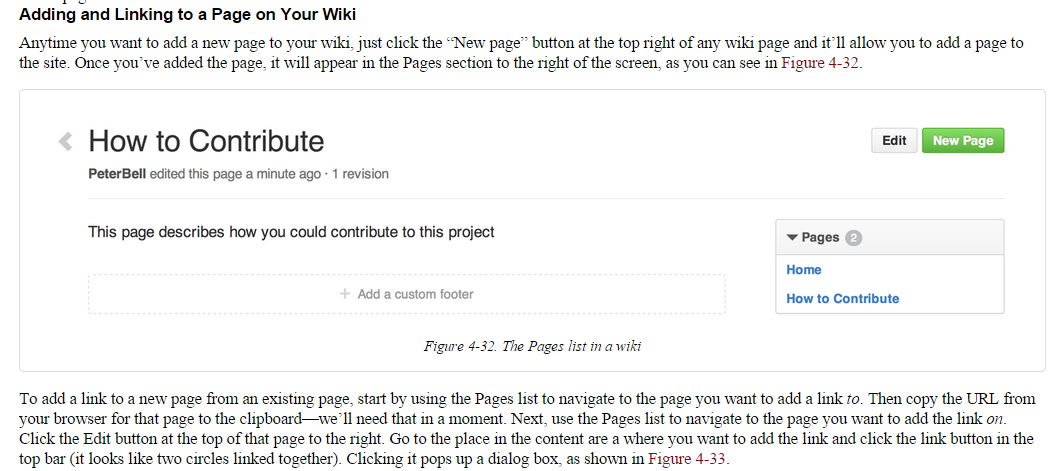 Adding and Linking to a Page on Your Wiki
Anytime you want to add a new page to your wiki, just click the “New page” button at the top right of any wiki page and it’ll allow you to add a page to
the site. Once you’ve added the page, it will appear in the Pages section to the right of the screen, as you can see in Figure 4-32.
How to Contribute
Edit
New Page
PeterBell edited this page a minute ago · 1 revision
This page describes how you could contribute to this project
Pages 2
Home
How to Contribute
+ Add a custom footer
Figure 4-32. The Pages list in a wiki
To add a link to a new page from an existing page, start by using the Pages list to navigate to the page you want to add a link to. Then copy the URL from
your browser for that page to the clipboard—we’ll need that in a moment. Next, use the Pages list to navigate to the page you want to add the link on.
Click the Edit button at the top of that page to the right. Go to the place in the content are a where you want to add the link and click the link button in the
top bar (it looks like two circles linked together). Clicking it pops up a dialog box, as shown in Figure 4-33.